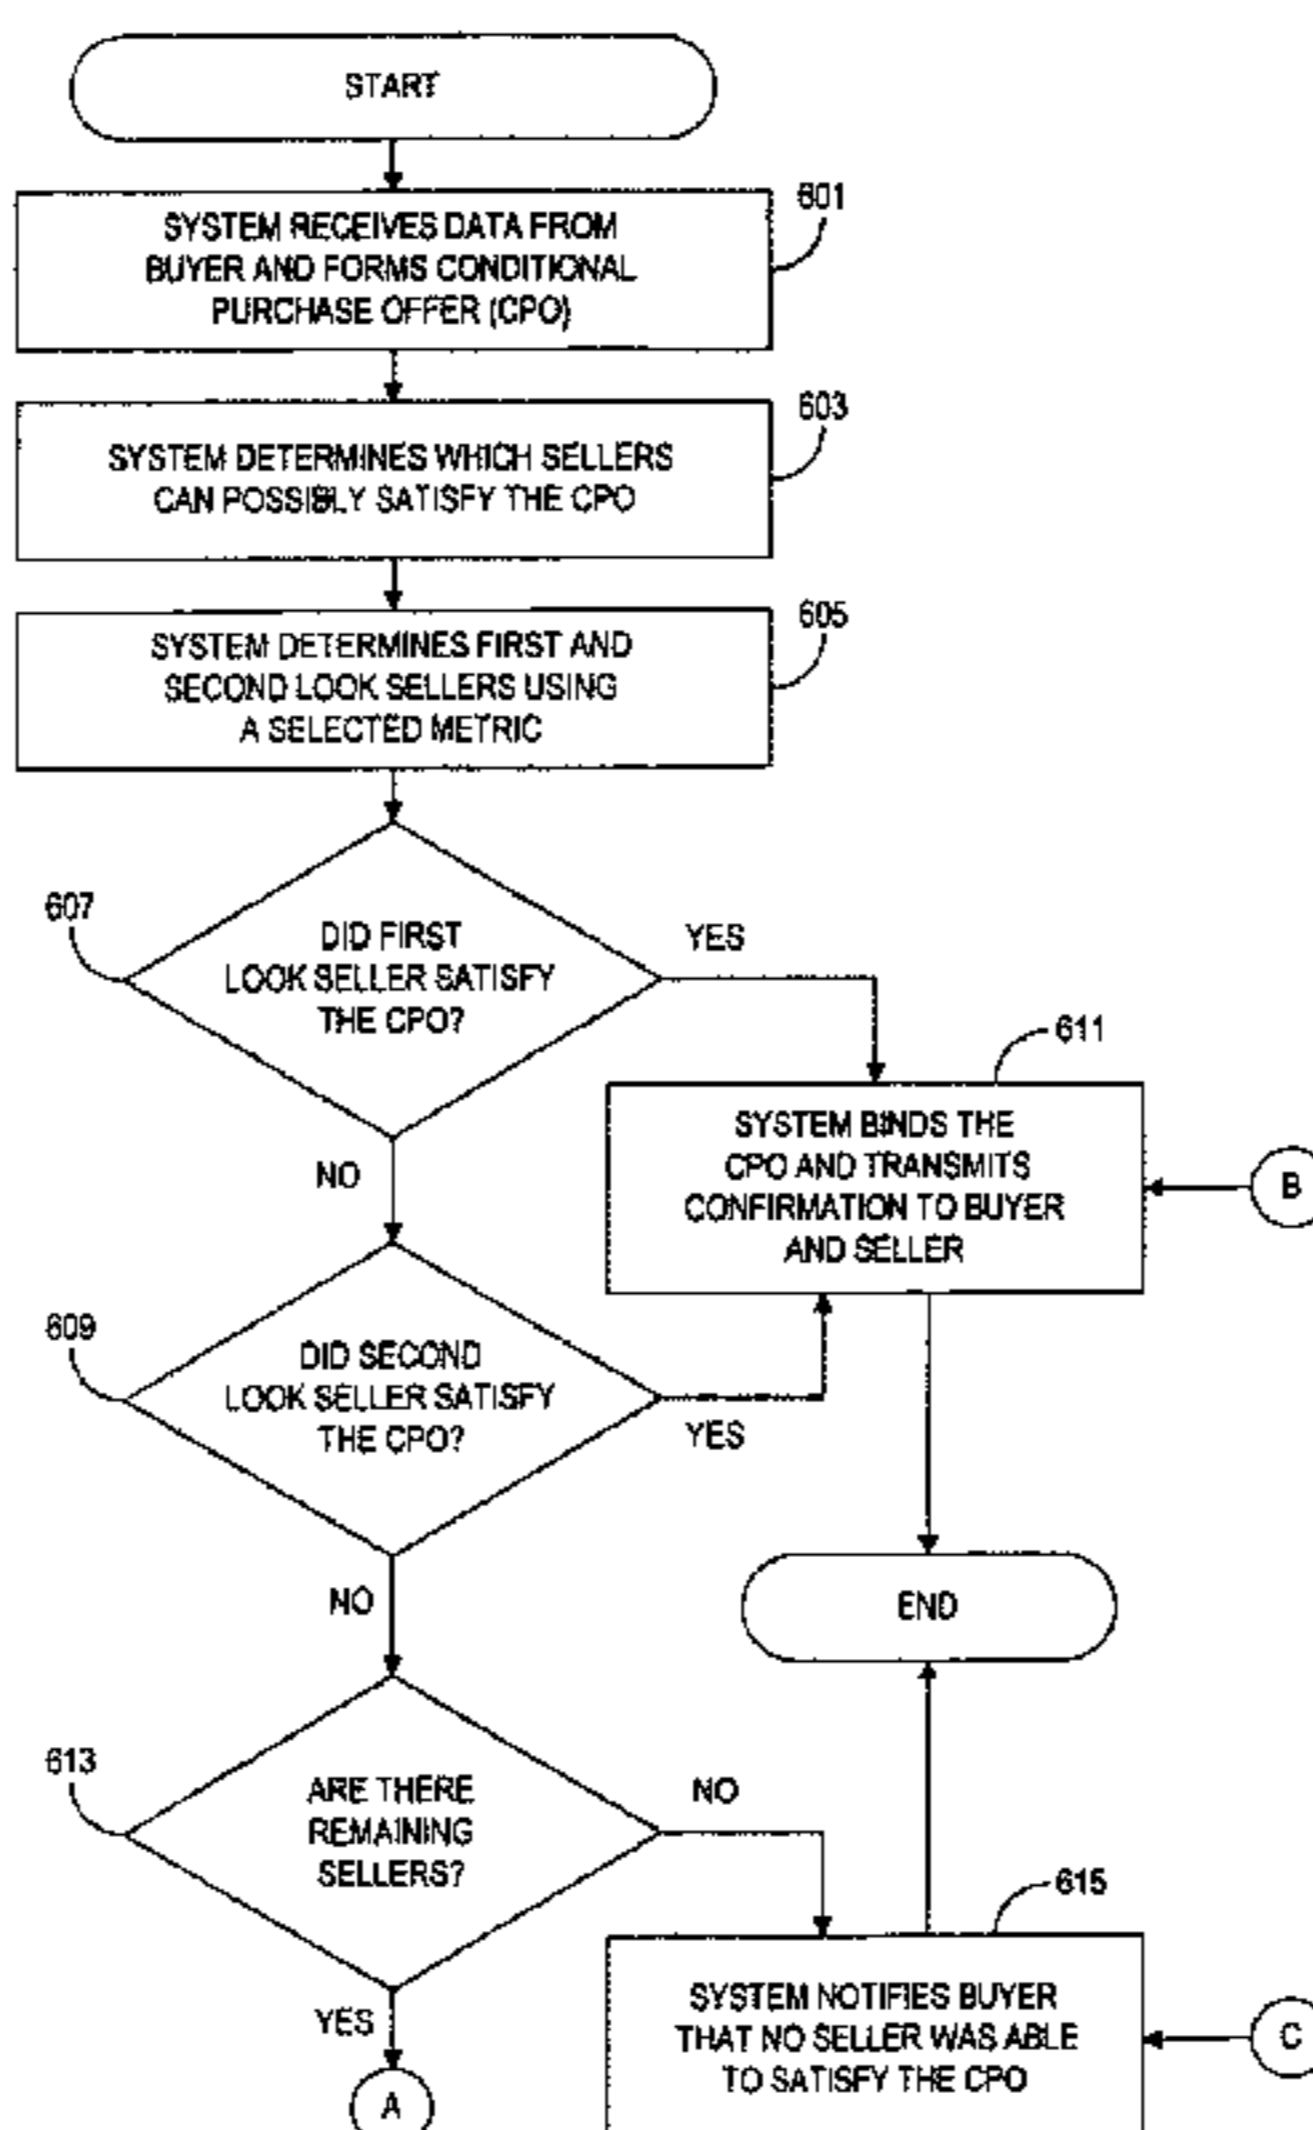 START
601
SYSTEM RECEIVES DATA FROM
BUYER AND FORMS CONDITIONAL
PURCHASE OFFER (CPO)
603
SYSTEM DETERMINES WHICH SELLERS
CAN POSSIBLY SATISFY THE CPO
605
SYSTEM DETERMINES FIRST AND
SECOND LOOK SELLERS USING
A SELECTED METRIC
607
DID FIRST
LOOK SELLER SATISFY
THE CPO?
YES
NO
611
SYSTEM BINDS THE
CPO AND TRANSMITS
CONFIRMATION TO BUYER
AND SELLER
B
609
DID SECOND
LOOK SELLER SATISFY
THE CPO?
YES
NO
END
613
ARE THERE
REMAINING
SELLERS?
NO
YES
A
615
SYSTEM NOTIFIES BUYER
THAT NO SELLER WAS ABLE
TO SATISFY THE CPO
C